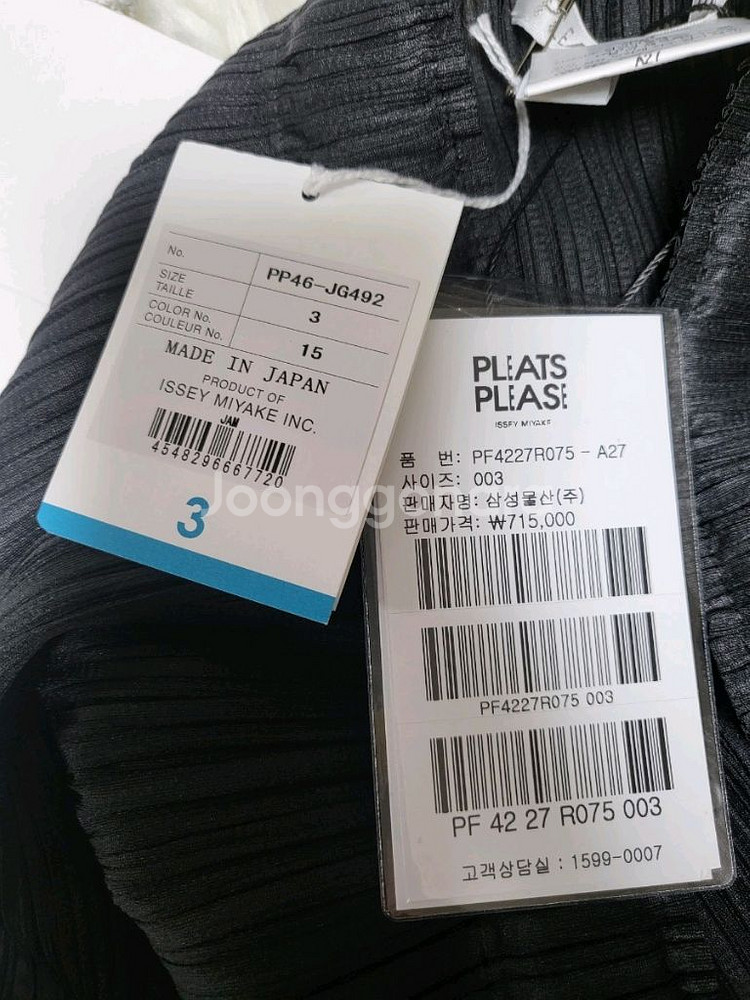 A27
No.
PP46-JG492
SIZE
TAILLE
3
COLOR No.
COULEUR No.
15
MADE IN JAPAN
PRODUCT OF
ISSEY MIYAKE INC.
JAM
4548296667720
3
PLEATS
PLEASE
ISSEY MIYAKE
품 번: PF4227R075 - A27
사이즈: 003
판매자명: 삼성물산(주)
판매가격: ₩715,000
PF4227R075 003
PF 42 27 R075 003
고객상담실 : 1599-0007